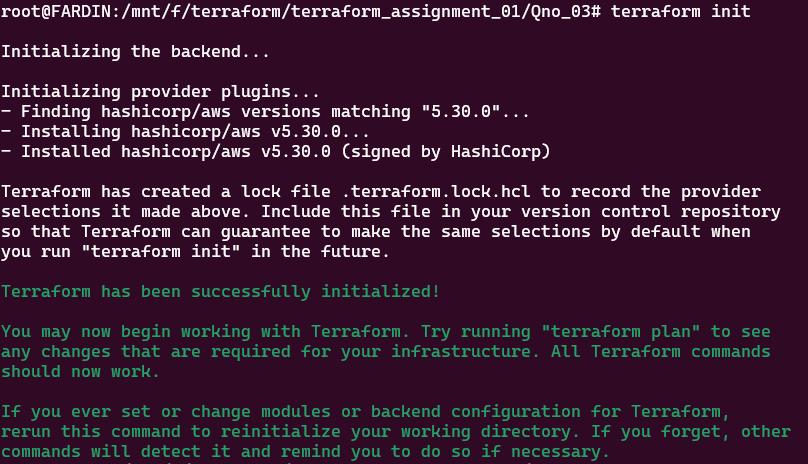 root@FARDIN:/mnt/f/terraform/terraform_assignment_01/Qno_03# terraform init
Initializing the backend...
Initializing provider plugins...
- Finding hashicorp/aws versions matching "5.30.0"...
- Installing hashicorp/aws v5.30.0...
- Installed hashicorp/aws v5.30.0 (signed by HashiCorp)
Terraform has created a lock file .terraform.lock.hcl to record the provider
selections it made above. Include this file in your version control repository
so that Terraform can guarantee to make the same selections by default when
you run "terraform init" in the future.
Terraform has been successfully initialized!
You may now begin working with Terraform. Try running "terraform plan" to see
any changes that are required for your infrastructure. All Terraform commands
should now work.
If you ever set or change modules or backend configuration for Terraform,
rerun this command to reinitialize your working directory. If you forget, other
commands will detect it and remind you to do so if necessary.